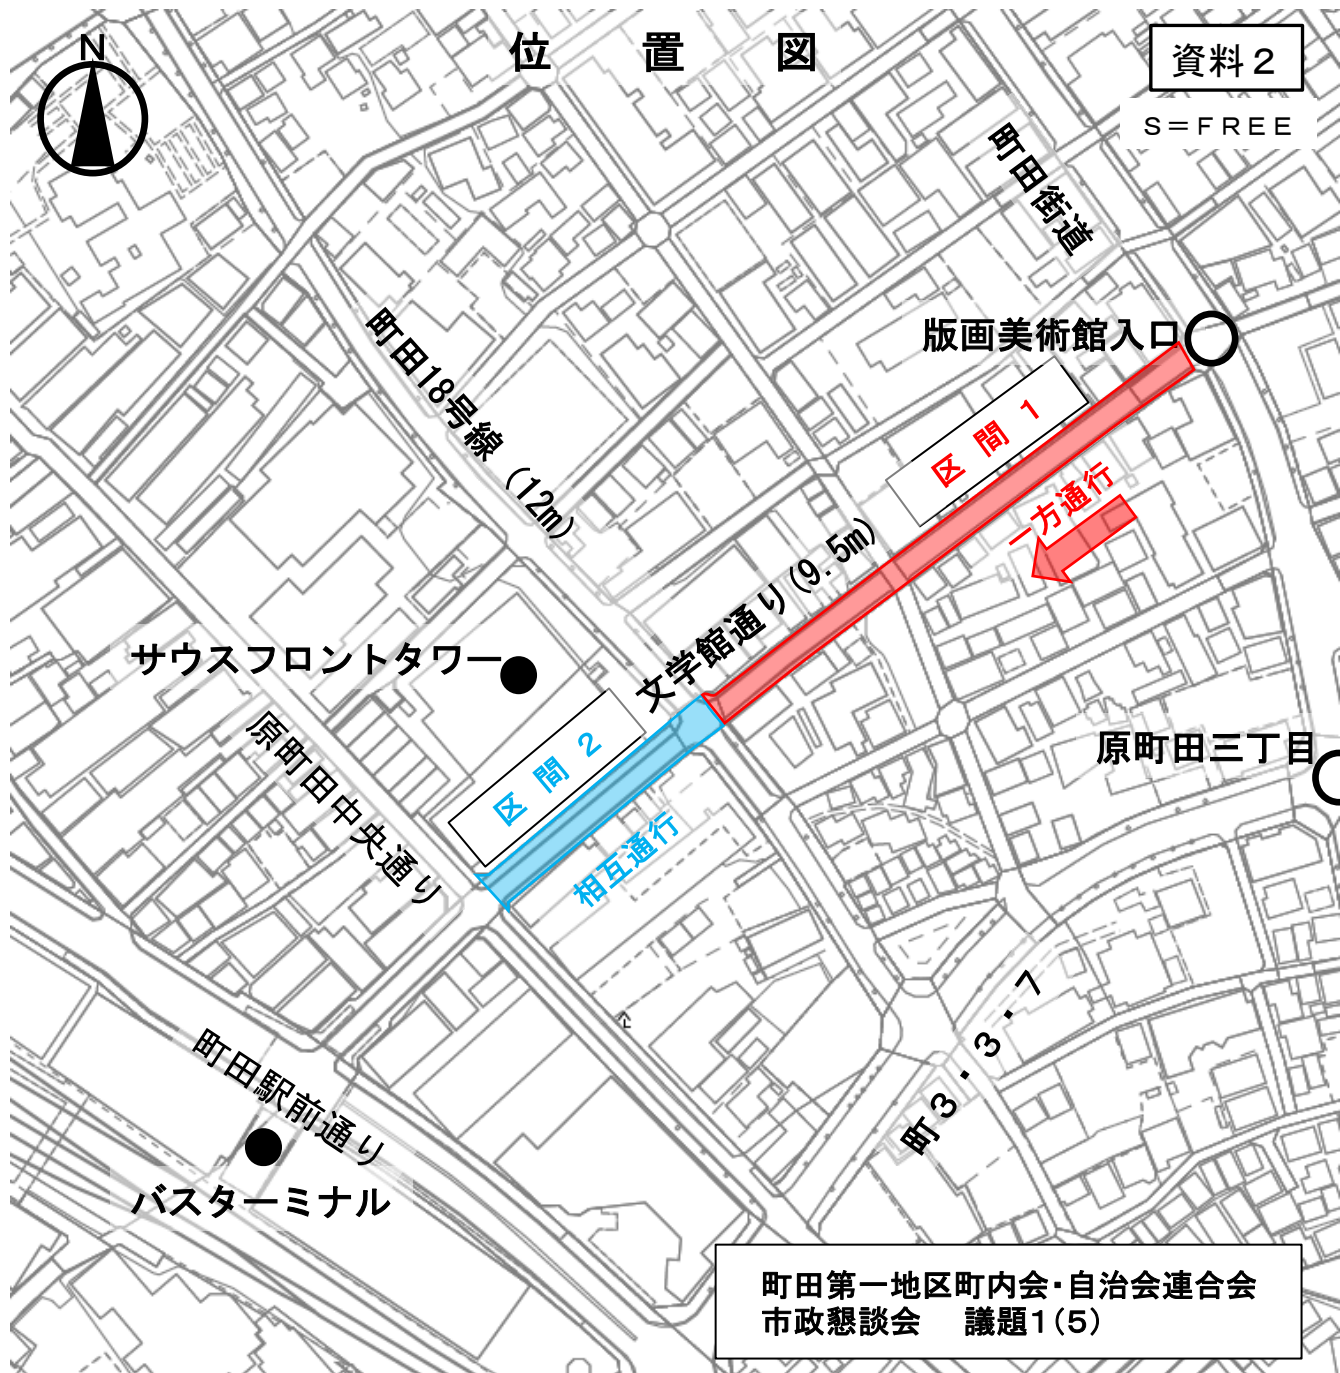 N
位置図
資料２
S＝FREE
町田街道
版画美術館入口
町田18号線（12m）
区間１
一方通行
文学館通り（9.5m）
サウスフロントタワー
区間２
相互通行
原町田中央通り
原町田三丁目
町３・３・７
町田駅前通り
バスターミナル
町田第一地区町内会・自治会連合会
市政懇談会　議題1（5）